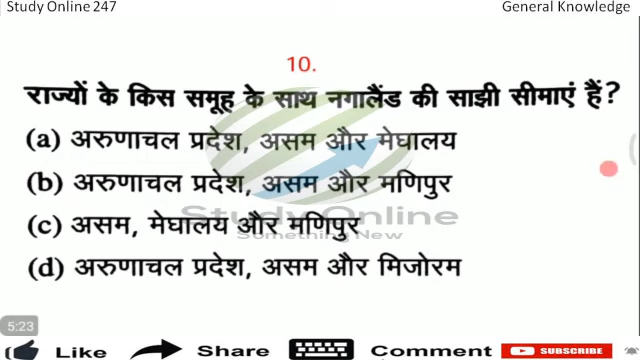 Study Online 247 General Knowledge
10.
राज्यों के किस समूह के साथ नगालैंड की साझी सीमाएं हैं?
(a) अरुणाचल प्रदेश, असम और मेघालय
(b) अरुणाचल प्रदेश, असम और मणिपुर
Study Online
(c) असम, मेघालय और मणिपुर
Something New
(d) अरुणाचल प्रदेश, असम और मिजोरम
5:23
Like Share Comment SUBSCRIBE